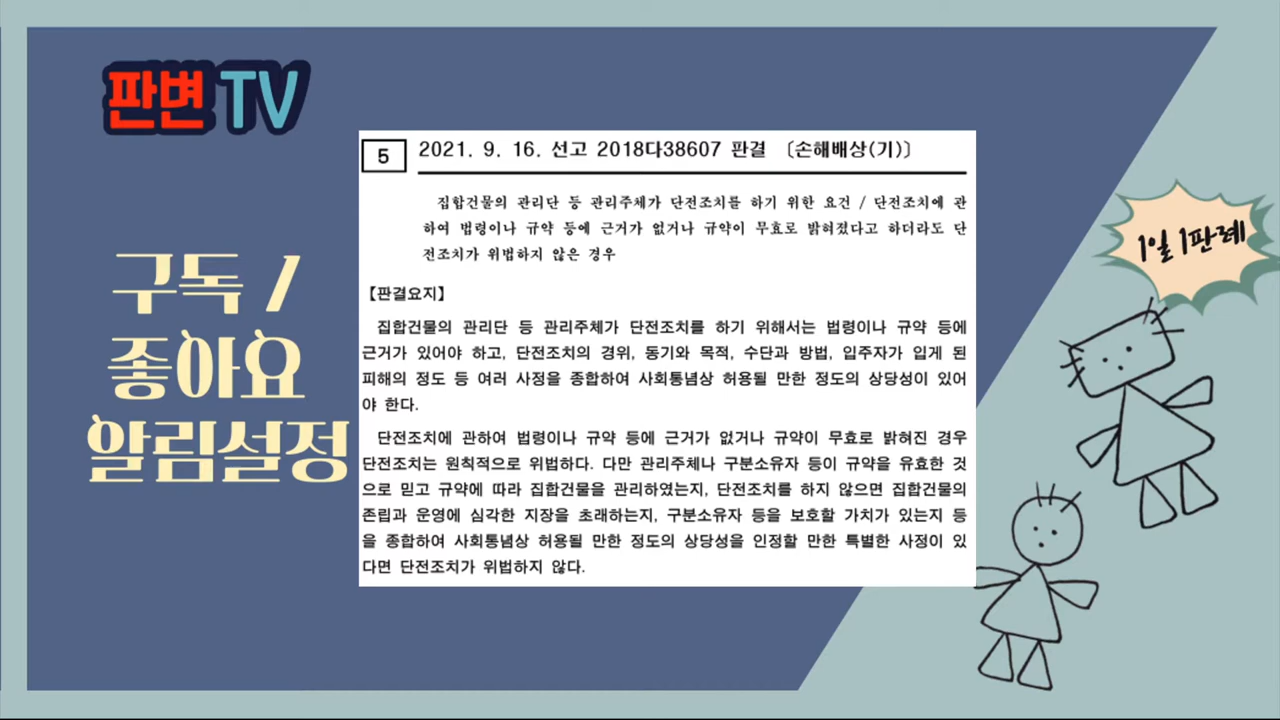 판변 TV
구독 /
좋아요
알림설정
5
2021. 9. 16. 선고 2018다38607 판결 〔손해배상(기)〕
집합건물의 관리단 등 관리주체가 단전조치를 하기 위한 요건 / 단전조치에 관
하여 법령이나 규약 등에 근거가 없거나 규약이 무효로 밝혀졌다고 하더라도 단
전조치가 위법하지 않은 경우
【판결요지】
집합건물의 관리단 등 관리주체가 단전조치를 하기 위해서는 법령이나 규약 등에
근거가 있어야 하고, 단전조치의 경위, 동기와 목적, 수단과 방법, 입주자가 입게 된
피해의 정도 등 여러 사정을 종합하여 사회통념상 허용될 만한 정도의 상당성이 있어
야 한다.
단전조치에 관하여 법령이나 규약 등에 근거가 없거나 규약이 무효로 밝혀진 경우
단전조치는 원칙적으로 위법하다. 다만 관리주체나 구분소유자 등이 규약을 유효한 것
으로 믿고 규약에 따라 집합건물을 관리하였는지, 단전조치를 하지 않으면 집합건물의
존립과 운영에 심각한 지장을 초래하는지, 구분소유자 등을 보호할 가치가 있는지 등
을 종합하여 사회통념상 허용될 만한 정도의 상당성을 인정할 만한 특별한 사정이 있
다면 단전조치가 위법하지 않다.
1일 1판례